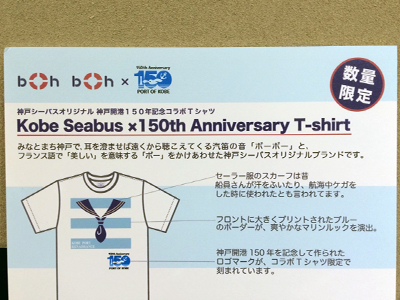 boh boh × 150th Anniversary
150
PORT OF KOBE
数量
限定
神戸シーバスオリジナル 神戸開港150年記念コラボTシャツ
Kobe Seabus ×150th Anniversary T-shirt
みなとまち神戸で、耳を澄ませば遠くから聴こえてくる汽笛の音「ボーボー」と、
フランス語で「美しい」を意味する「ボー」をかけあわせた神戸シーバスオリジナルブランドです。
セーラー服のスカーフは昔
船員さんが汗をふいたり、航海中ケガを
した時に使われたとも言われてます。
フロントに大きくプリントされたブルー
のボーダーが、爽やかなマリンルックを演出。
神戸開港150年を記念して作られた
ロゴマークが、コラボTシャツ限定で
刻まれています。
150